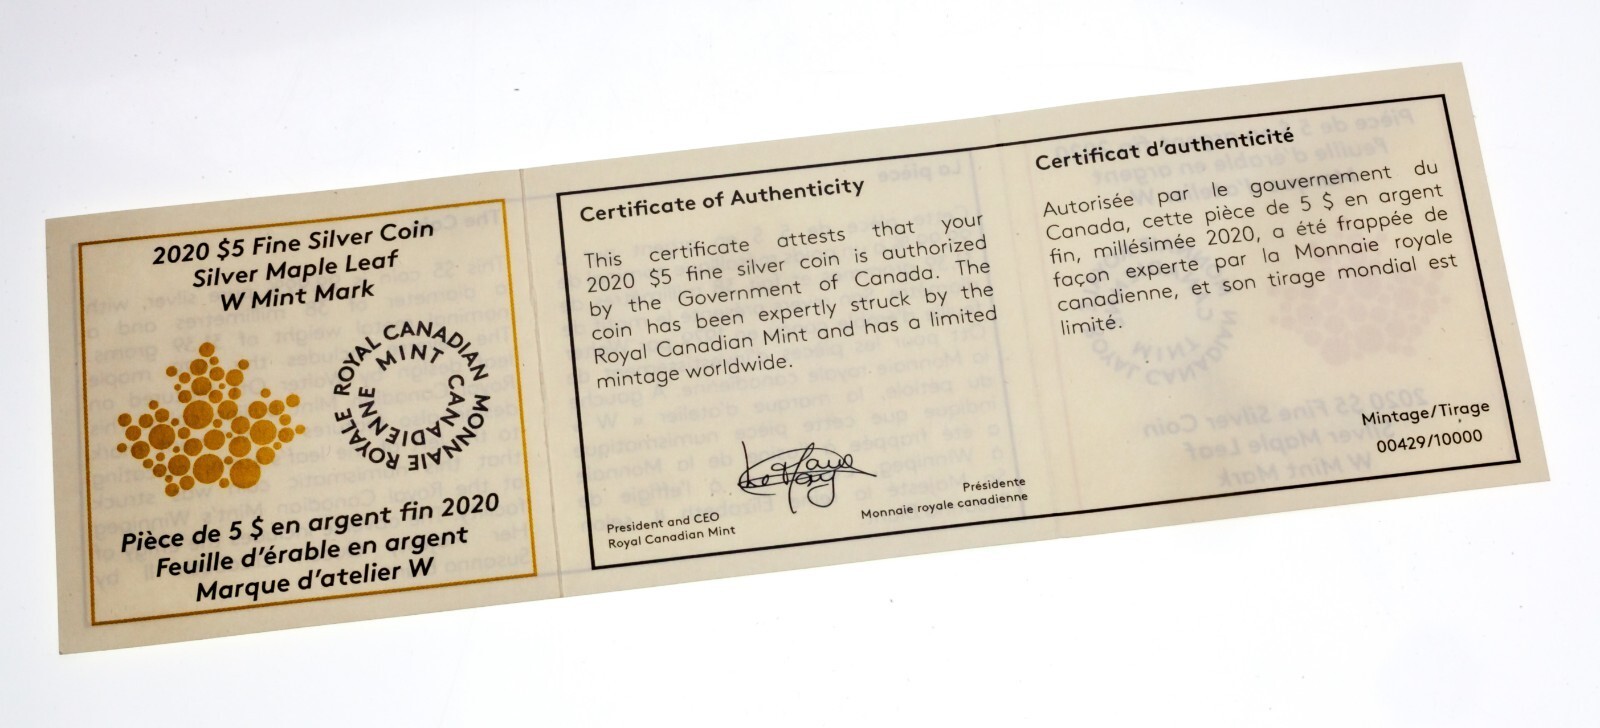 2020 $5 Fine Silver Coin
Silver Maple Leaf
W Mint Mark
ROYAL CANADIAN MINT
MONNAIE ROYALE CANADIENNE
Pièce de 5 $ en argent fin 2020
Feuille d'érable en argent
Marque d'atelier W
Certificate of Authenticity
This certificate attests that your
2020 $5 fine silver coin is authorized
by the Government of Canada. The
coin has been expertly struck by the
Royal Canadian Mint and has a limited
mintage worldwide.
President and CEO
Royal Canadian Mint
Présidente
Monnaie royale canadienne
Certificat d'authenticité
Autorisée par le gouvernement du
Canada, cette pièce de 5 $ en argent
fin, millésimée 2020, a été frappée de
façon experte par la Monnaie royale
canadienne, et son tirage mondial est
limité.
Mintage/Tirage
00429/10000